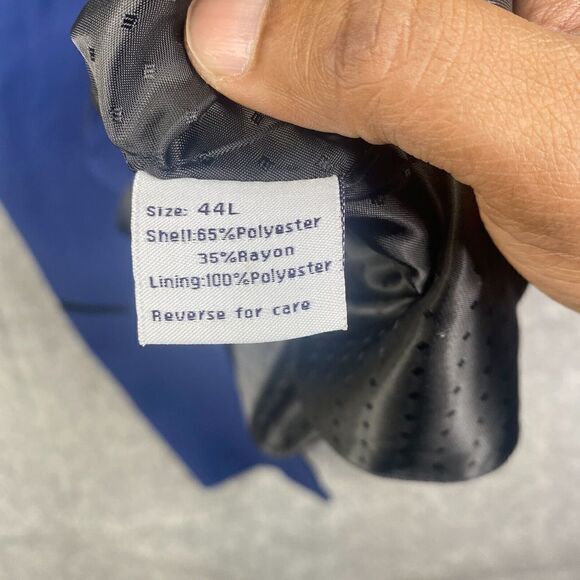 Size: 44L
Shell:65%Polyester
35%Rayon
Lining:100%Polyester
Reverse for care